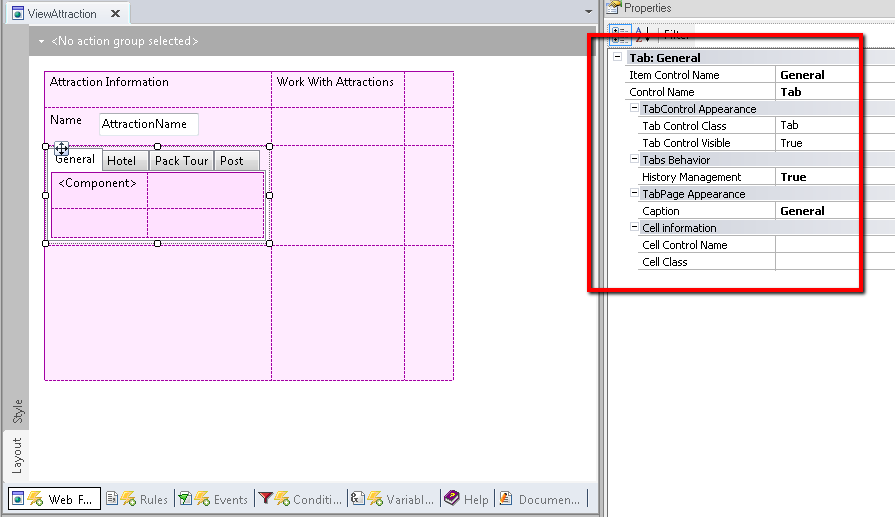 ViewAttraction
<No action group selected>
Attraction Information
Work With Attractions
Name
AttractionName
General
Hotel
Pack Tour
Post
<Component>
Style
Layout
Web F...
Rules
Events
Conditi...
Variabl...
Help
Documen...
Properties
Filter
Tab: General
Item Control Name General
Control Name Tab
TabControl Appearance
Tab Control Class Tab
Tab Control Visible True
Tabs Behavior
History Management True
TabPage Appearance
Caption General
Cell information
Cell Control Name
Cell Class